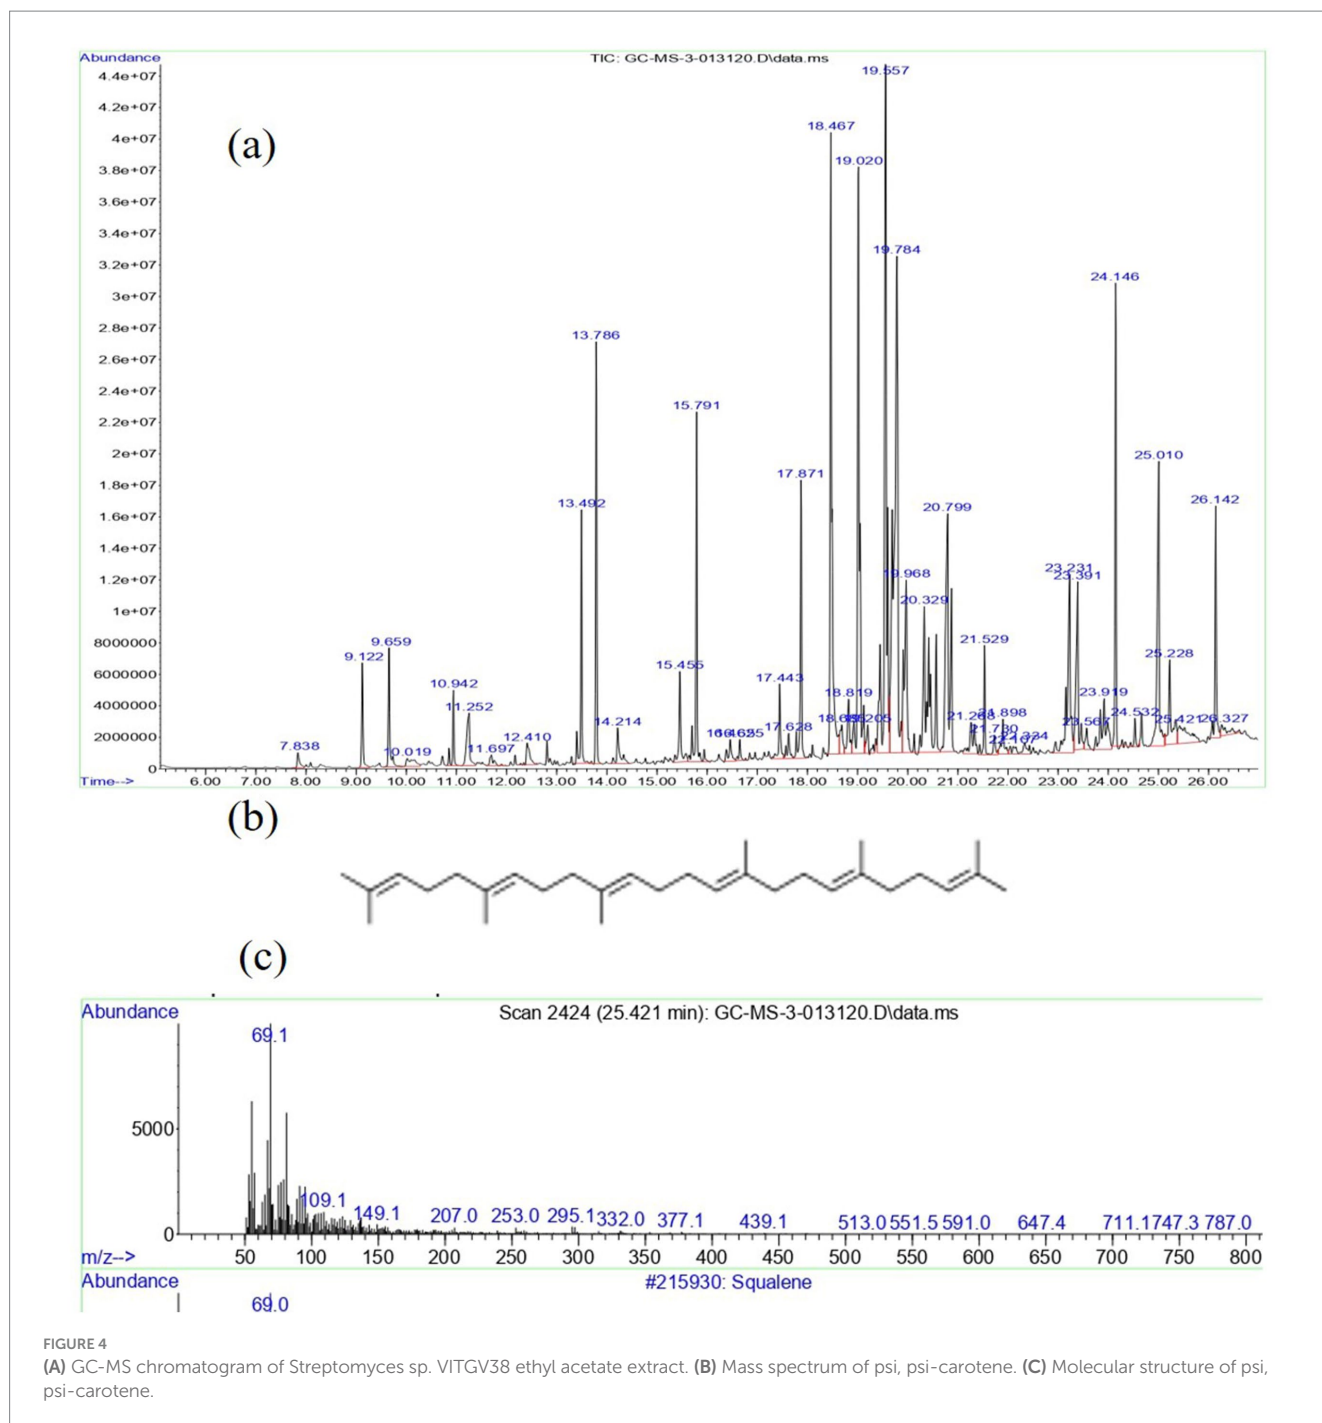 Abundance
TIC: GC-MS-3-013120.D\data.ms
4.4e+07
4.2e+07
4e+07
3.8e+07
3.6e+07
3.4e+07
3.2e+07
3e+07
2.8e+07
2.6e+07
2.4e+07
2.2e+07
2e+07
1.8e+07
1.6e+07
1.4e+07
1.2e+07
1e+07
8000000
6000000
4000000
2000000
0
(a)
7.838
9.122
9.659
10.019
10.942
11.252
11.697
12.410
13.492
13.786
14.214
15.455
15.791
17.443
17.628
17.871
18.467
18.819
19.020
19.557
19.784
19.968
20.329
20.799
21.268
21.529
21.898
23.231
23.391
23.567
23.919
24.146
24.532
25.010
25.228
25.421
26.142
26.327
Time-->
6.00 7.00 8.00 9.00 10.00 11.00 12.00 13.00 14.00 15.00 16.00 17.00 18.00 19.00 20.00 21.00 22.00 23.00 24.00 25.00 26.00
(b)
(c)
Abundance
Scan 2424 (25.421 min): GC-MS-3-013120.D\data.ms
69.1
5000
109.1 149.1 207.0 253.0 295.1 332.0 377.1 439.1 513.0 551.5 591.0 647.4 711.1 747.3 787.0
0
50 100 150 200 250 300 350 400 450 500 550 600 650 700 750 800
m/z-->
Abundance
#215930: Squalene
69.0
FIGURE 4
(A) GC-MS chromatogram of Streptomyces sp. VITGV38 ethyl acetate extract. (B) Mass spectrum of psi, psi-carotene. (C) Molecular structure of psi,
psi-carotene.